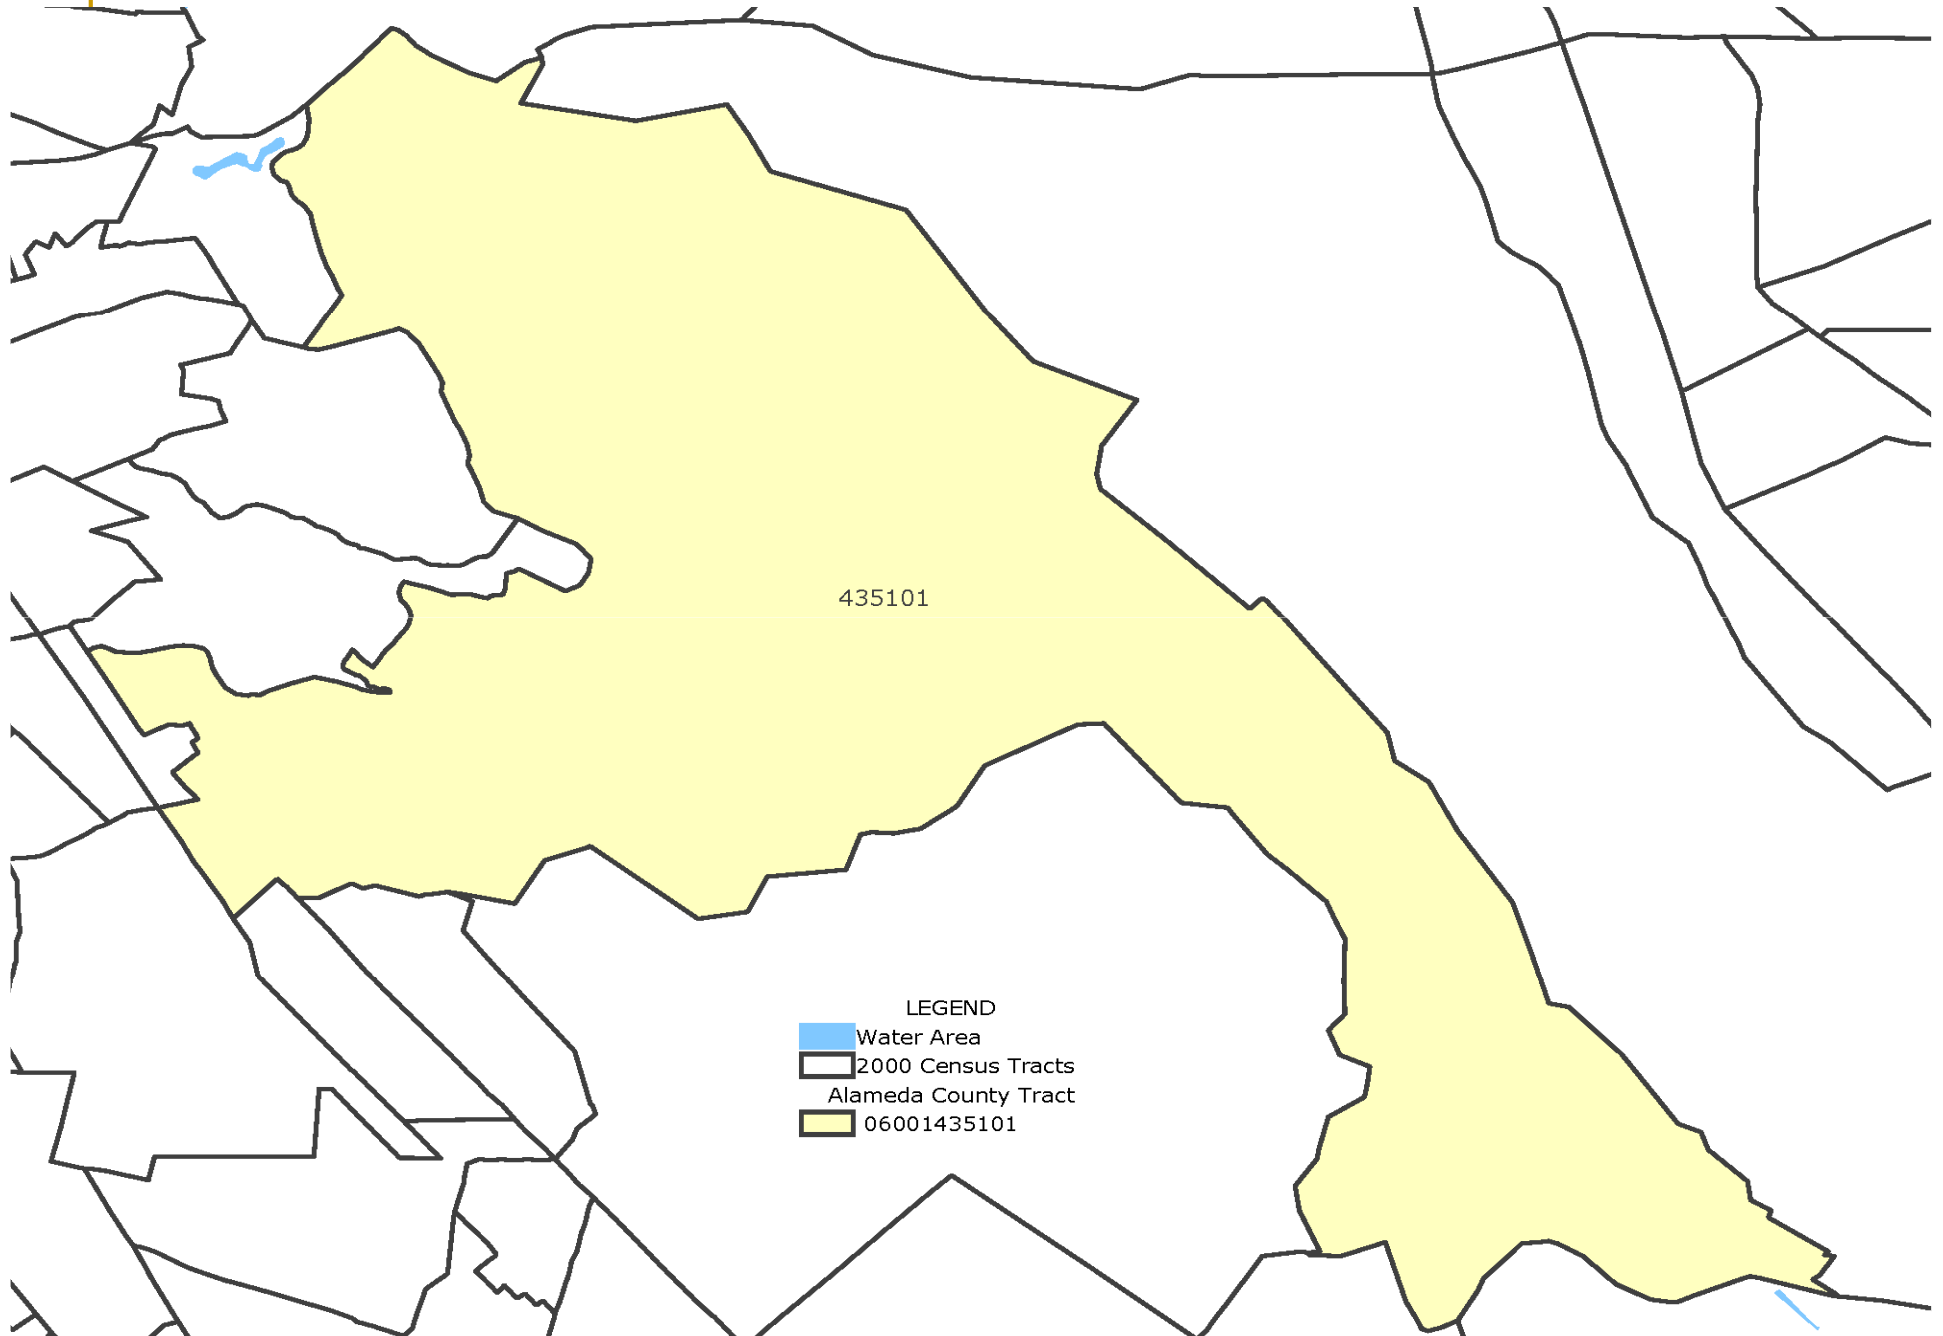 435101
LEGEND
Water Area
2000 Census Tracts
Alameda County Tract
06001435101